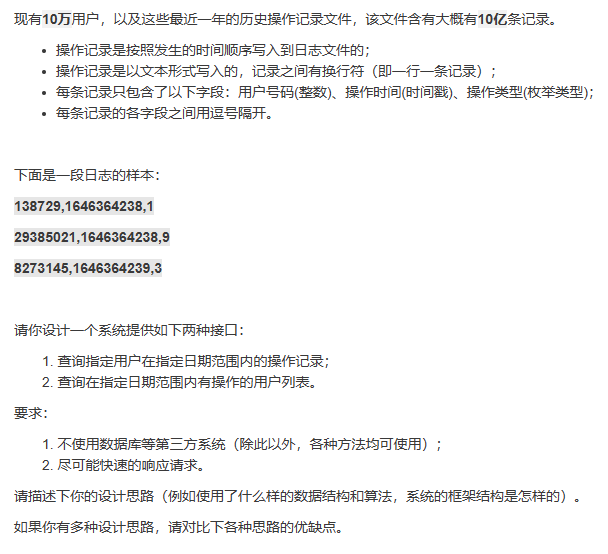 现有10万用户，以及这些最近一年的历史操作记录文件，该文件含有大概有10亿条记录。
• 操作记录是按照发生的时间顺序写入到日志文件的；
• 操作记录是以文本形式写入的，记录之间有换行符（即一行一条记录）；
• 每条记录只包含了以下字段：用户号码(整数)、操作时间(时间戳)、操作类型(枚举类型)；
• 每条记录的各字段之间用逗号隔开。
下面是一段日志的样本：
138729,1646364238,1
29385021,1646364238,9
8273145,1646364239,3
请你设计一个系统提供如下两种接口：
1. 查询指定用户在指定日期范围内的操作记录；
2. 查询在指定日期范围内有操作的用户列表。
要求：
1. 不使用数据库等第三方系统（除此以外，各种方法均可使用）；
2. 尽可能快速的响应请求。
请描述下你的设计思路（例如使用了什么样的数据结构和算法，系统的框架结构是怎样的）。
如果你有多种设计思路，请对比下各种思路的优缺点。